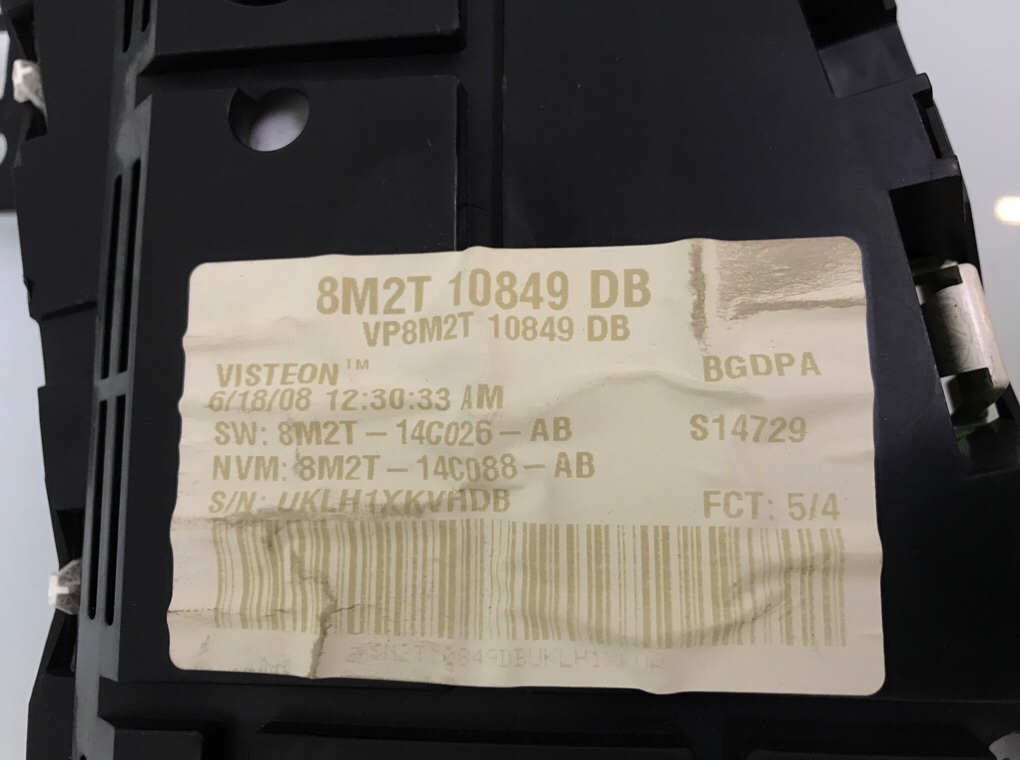 8M2T 10849 DB
VP8M2T 10849 DB
VISTEON™ BGDPA
6/18/08 12:30:33 AM
SW: 8M2T-14C026-AB S14729
NVM: 8M2T-14C088-AB
S/N: UKLH1XKVHDB FCT: 5/4